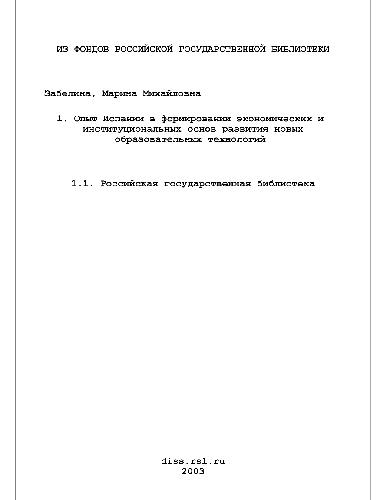 ИЗ ФОНДОВ РОССИЙСКОЙ ГОСУДАРСТВЕННОЙ БИБЛИОТЕКИ
Забелина, Марина Михайловна
1. Опыт Испании в формировании экономических и
институциональных основ развития новых
образовательных технологий
1.1. Российская государственная библиотека
diss.rsl.ru
2003